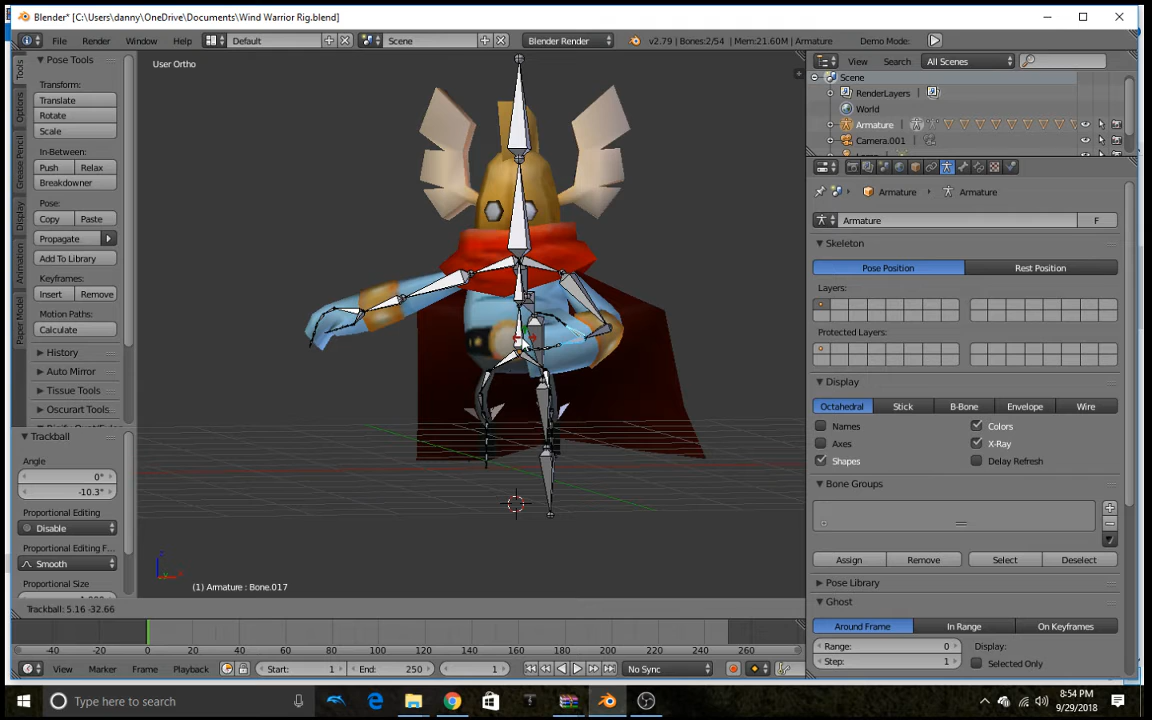 Blender* [C:\Users\danny\OneDrive\Documents\Wind Warrior Rig.blend]
File Render Window Help Default Scene Blender Render v2.79 | Bones:2/54 | Mem:21.60M | Armature Demo Mode:
Tools
Options
Grease Pencil
Display
Animation
Paper Model
Pose Tools
Transform:
Translate
Rotate
Scale
In-Between:
Push Relax
Breakdowner
Pose:
Copy Paste
Propagate
Add To Library
Keyframes:
Insert Remove
Motion Paths:
Calculate
History
Auto Mirror
Tissue Tools
Oscurart Tools
Trackball
Angle
0°
-10.3°
Proportional Editing
Disable
Proportional Editing F...
Smooth
Proportional Size
User Ortho
(1) Armature : Bone.017
Trackball: 5.16 -32.66
View Search All Scenes
Scene
RenderLayers
World
Armature
Camera.001
Armature Armature
Armature F
Skeleton
Pose Position Rest Position
Layers:
Protected Layers:
Display
Octahedral Stick B-Bone Envelope Wire
Names Colors
Axes X-Ray
Shapes Delay Refresh
Bone Groups
Assign Remove Select Deselect
Pose Library
Ghost
Around Frame In Range On Keyframes
Range: 0 Display:
Step: 1 Selected Only
-40 -20 0 20 40 60 80 100 120 140 160 180 200 220 240 260 280
View Marker Frame Playback Start: 1 End: 250 1 No Sync
Type here to search
8:54 PM
9/29/2018